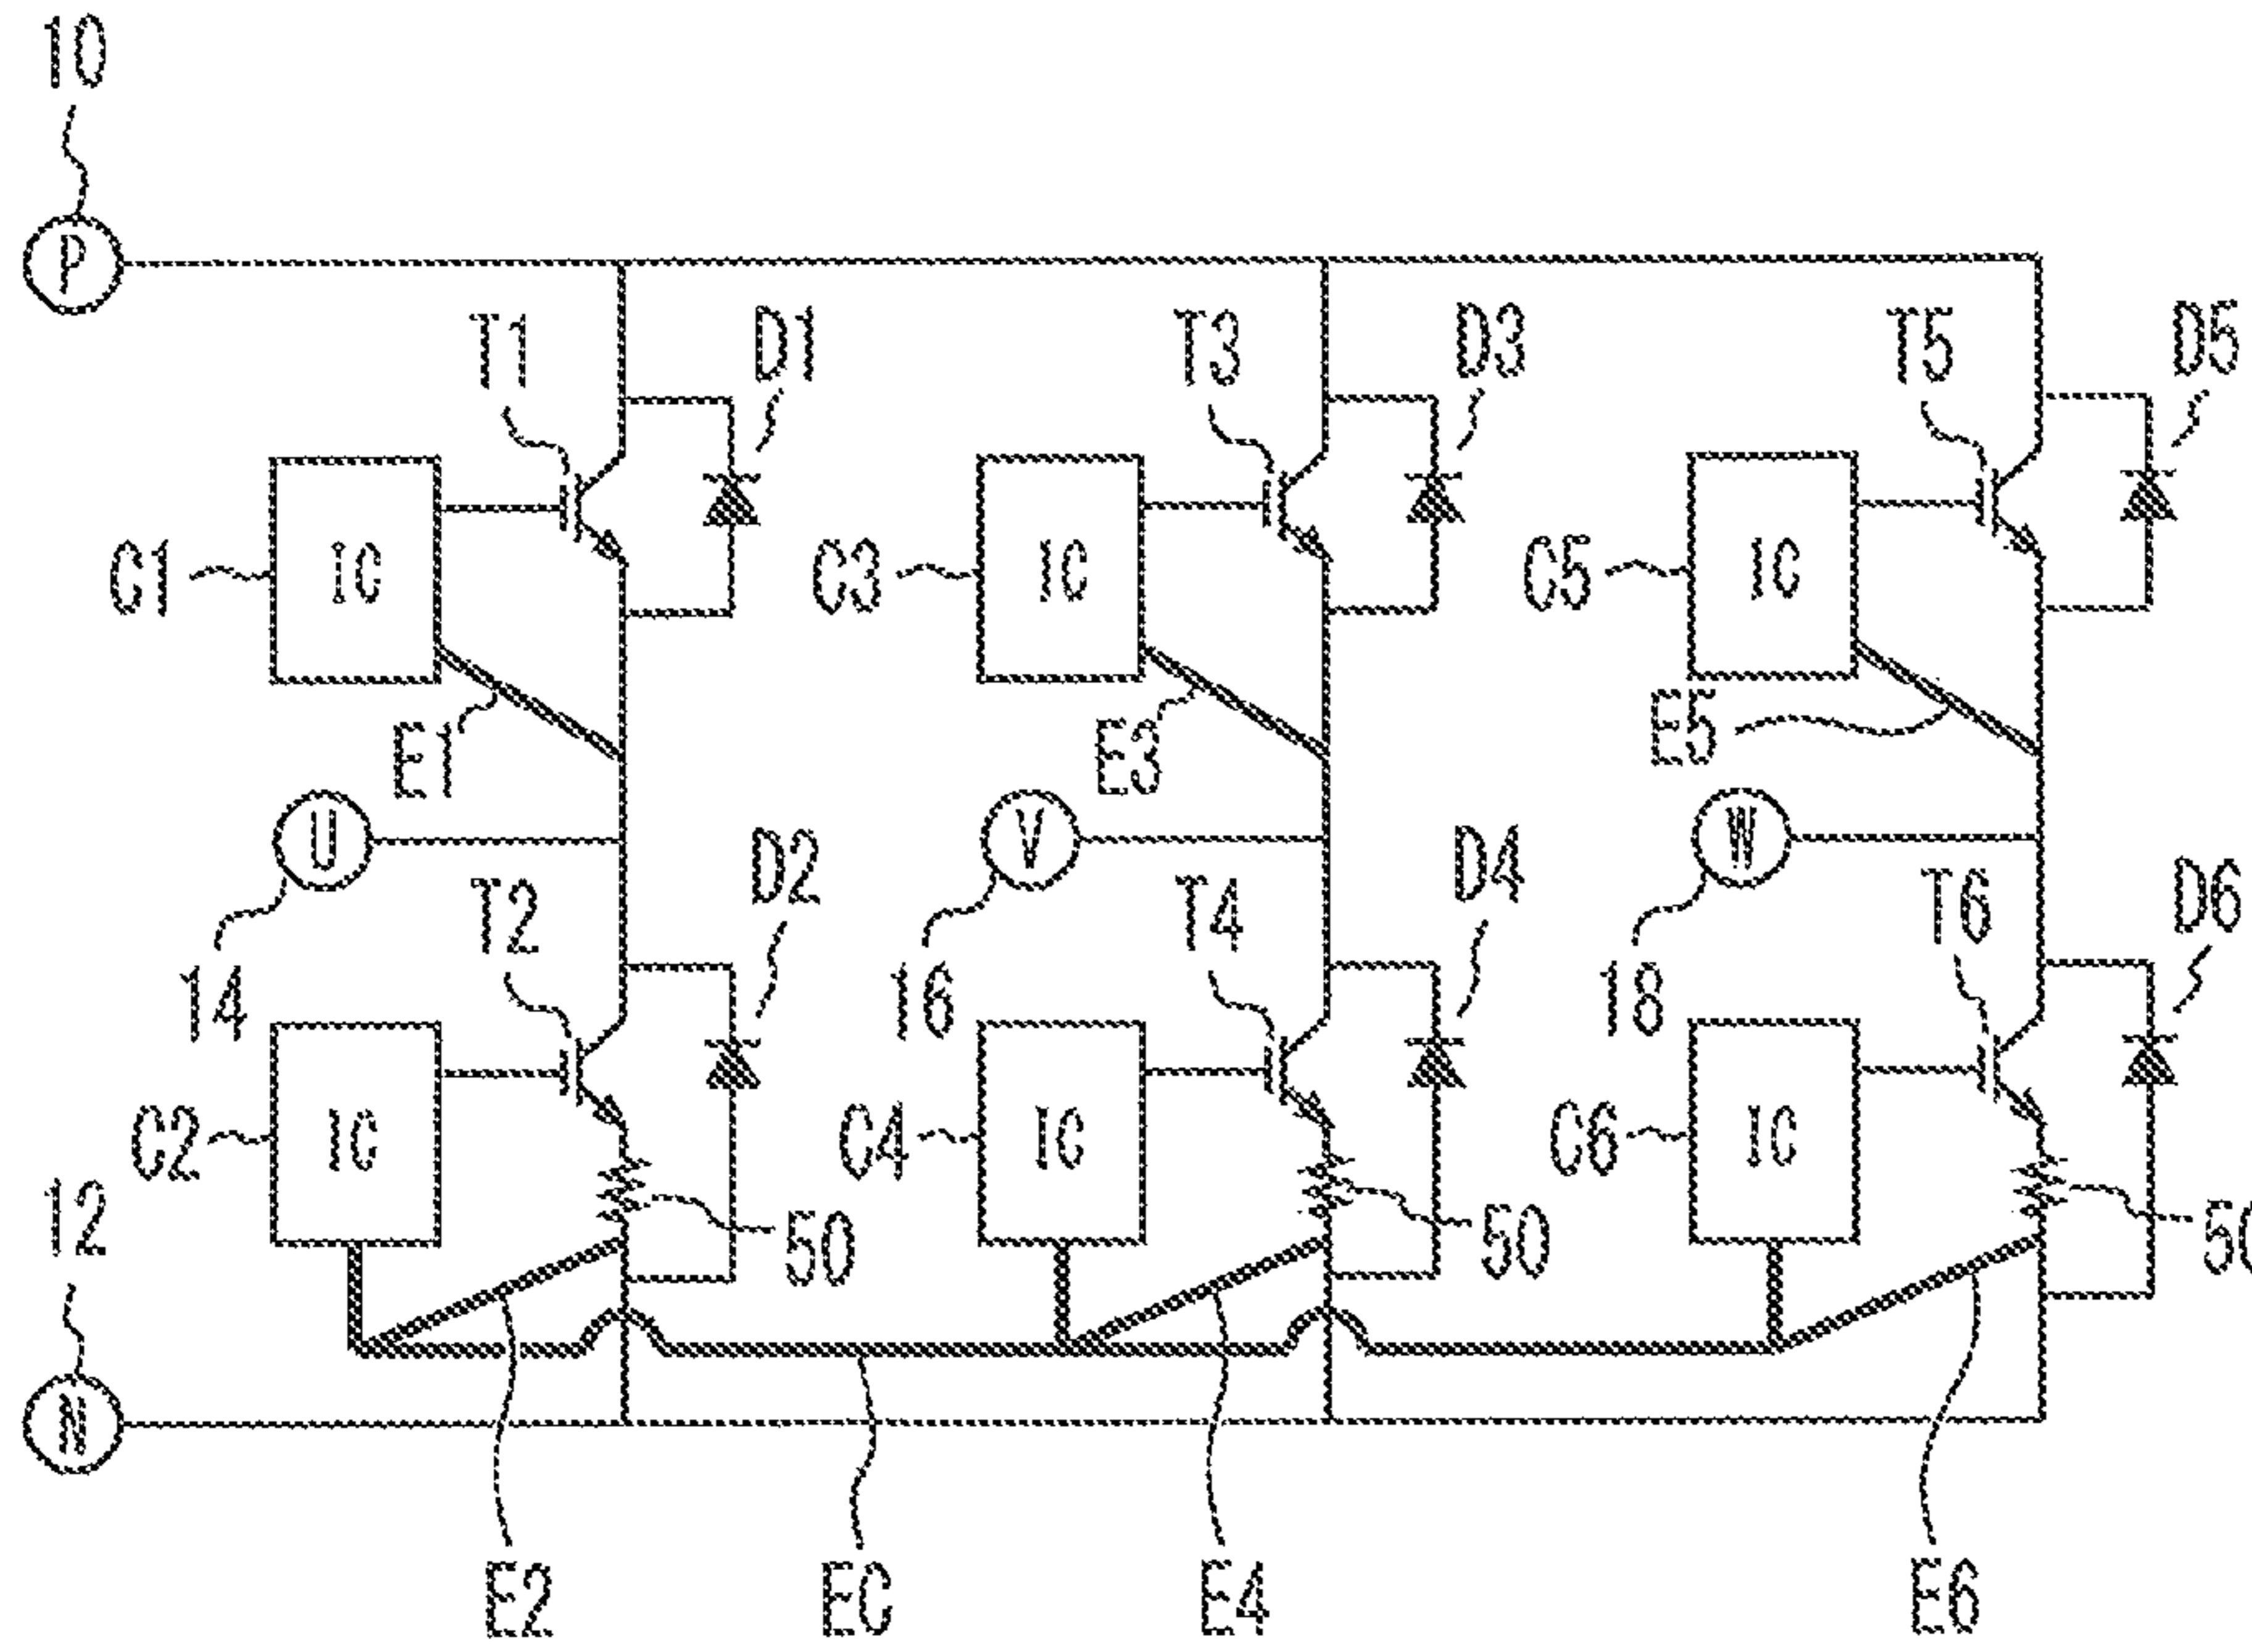 10
P
T1 D1 T3 D3 T5 D5
C1 IC C3 IC C5 IC
E1 E3 E5
U V W
T2 D2 T4 D4 T6 D6
14 16 18
C2 IC C4 IC C6 IC
12 50 50
N
E2 EC E4 E6